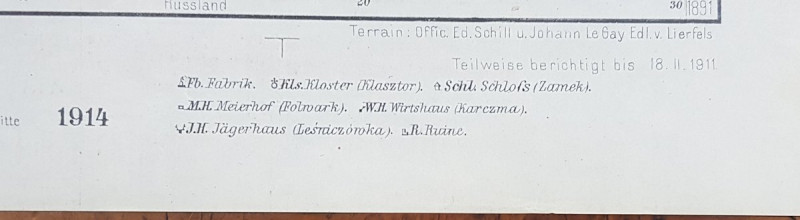 Russland 20 30 1891
Terrain: Offic. Ed. Schill u. Johann Le Gay Edl. v. Lierfels
Teilweise berichtigt bis 18. II. 1911
Fb. Fabrik. Kls. Kloster (Klasztor). Schl. Schloſs (Zamek).
M.H. Meierhof (Folwark). W.H. Wirtshaus (Karczma).
itte 1914
J.H. Jägerhaus (Leśniczówka). R. Ruine.